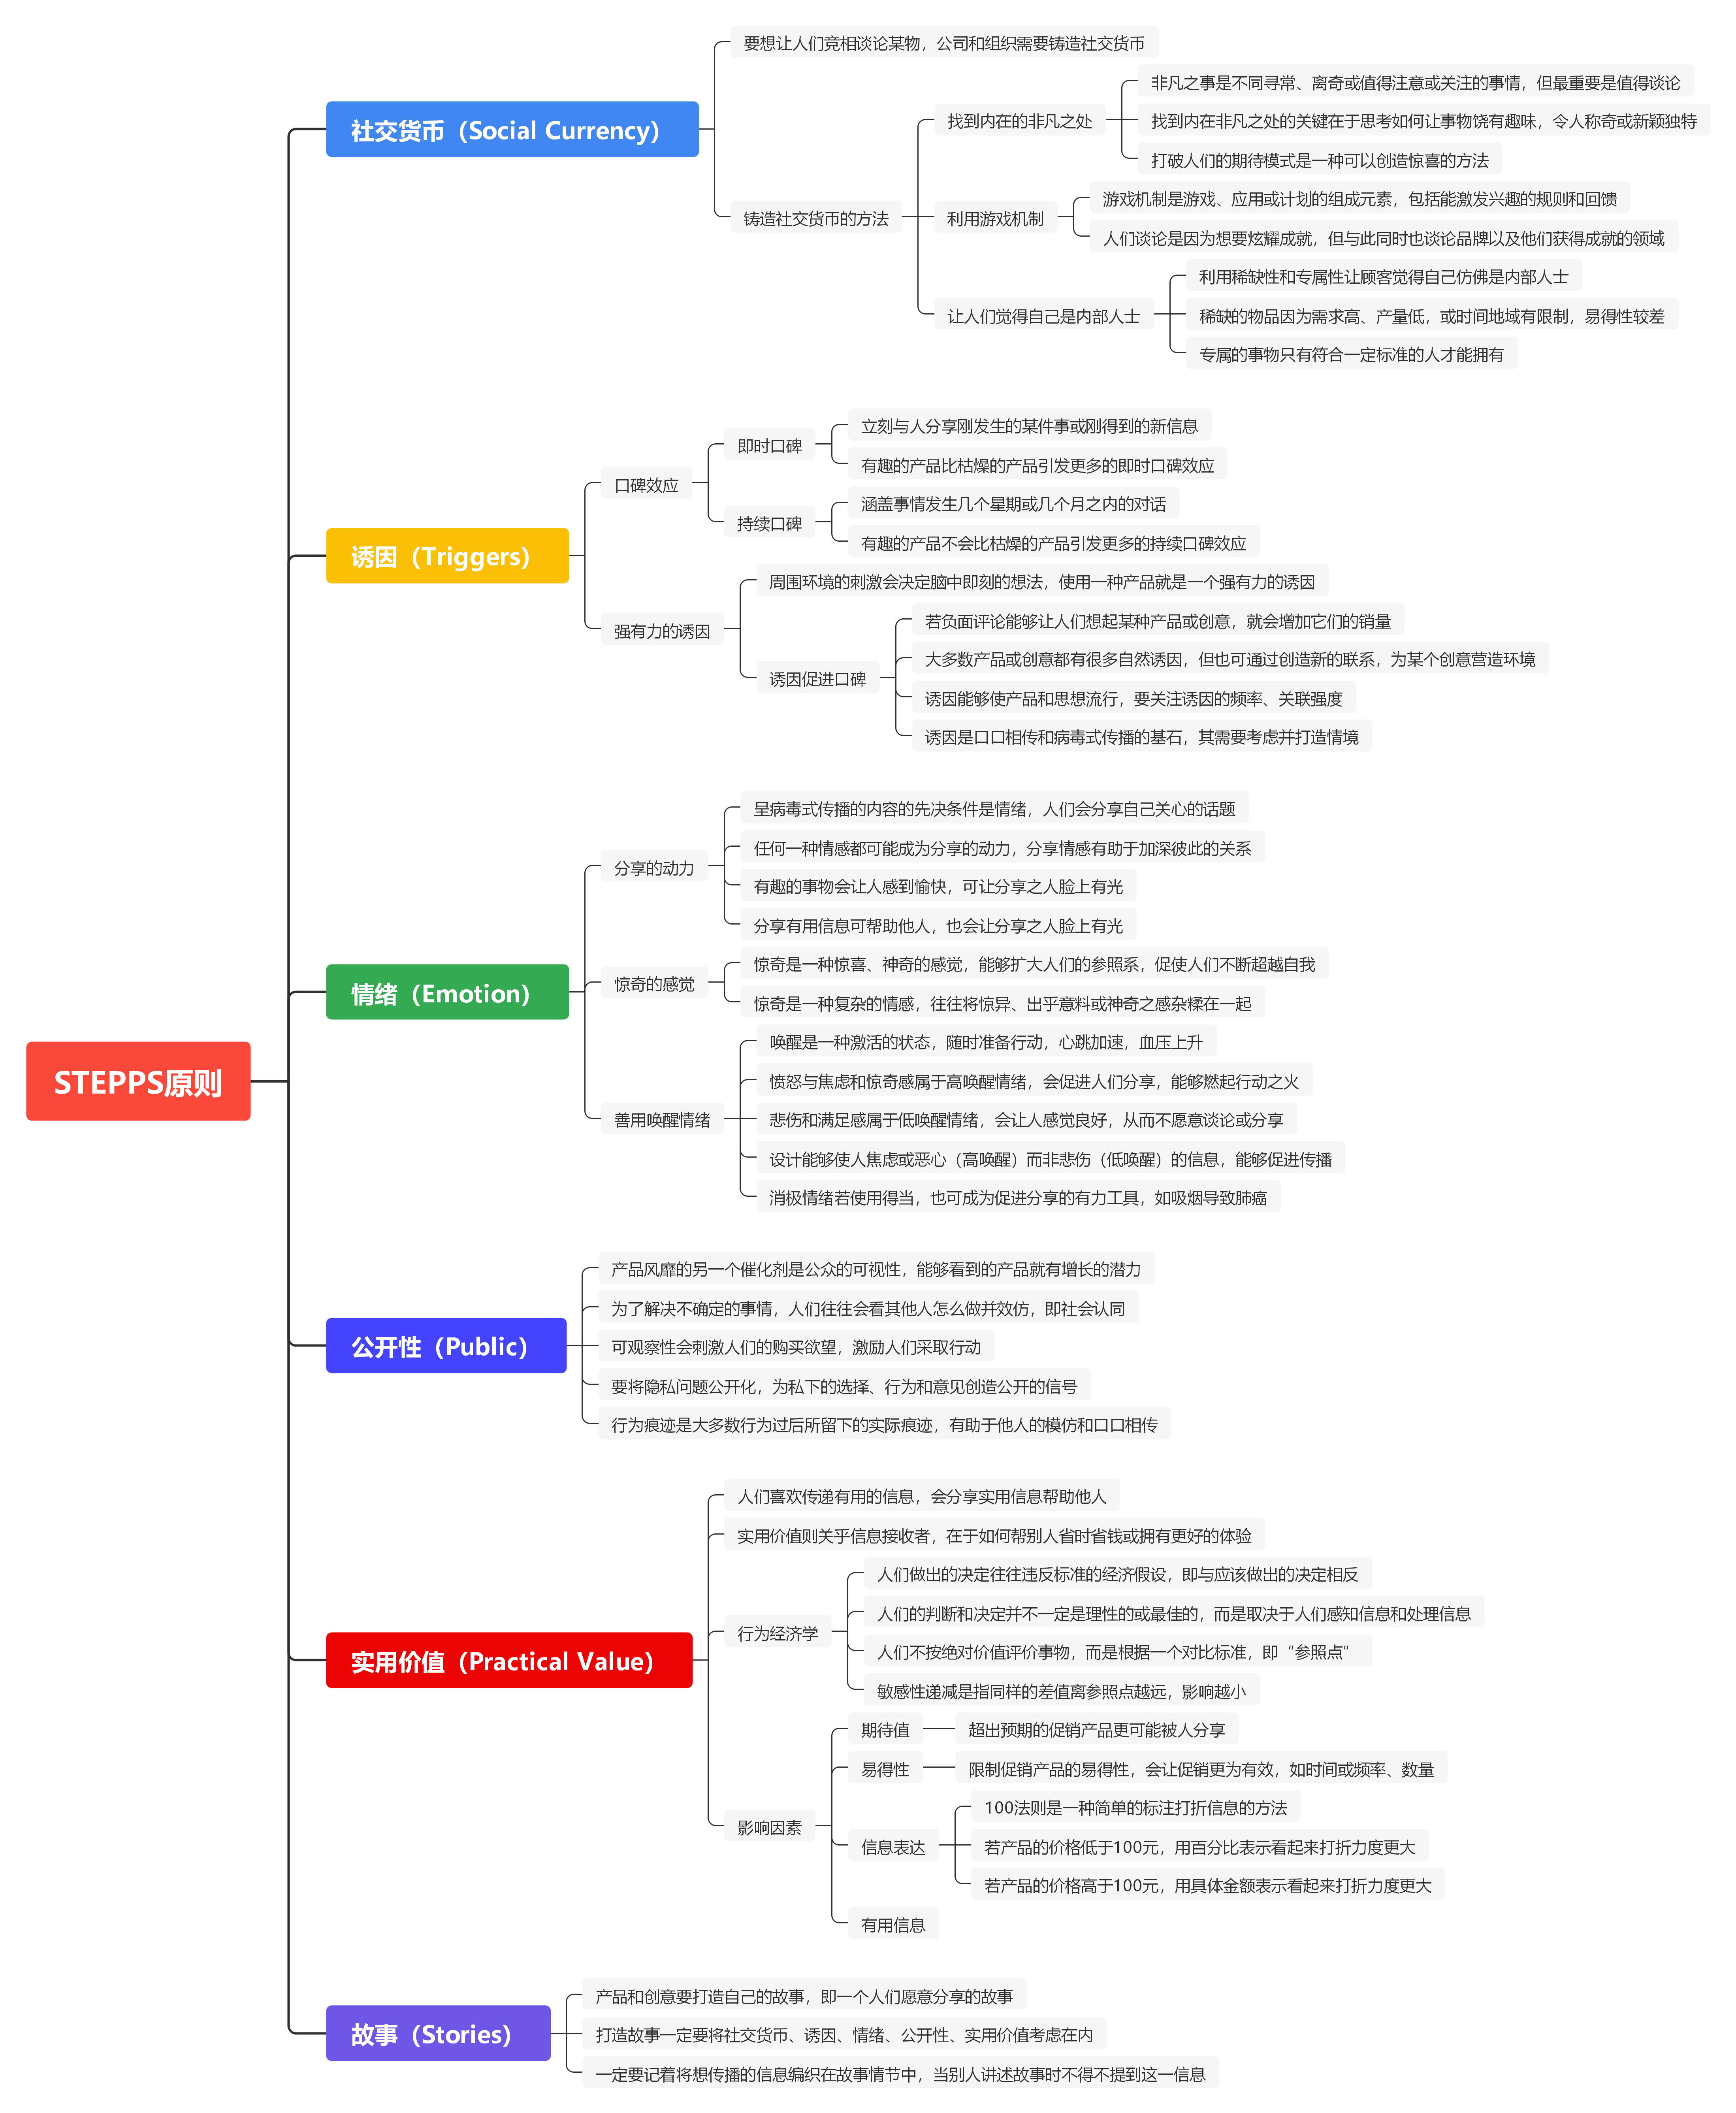 STEPPS原则
社交货币（Social Currency）
要想让人们竞相谈论某物，公司和组织需要铸造社交货币
铸造社交货币的方法
找到内在的非凡之处
非凡之事是不同寻常、离奇或值得注意或关注的事情，但最重要是值得谈论
找到内在非凡之处的关键在于思考如何让事物饶有趣味，令人称奇或新颖独特
打破人们的期待模式是一种可以创造惊喜的方法
利用游戏机制
游戏机制是游戏、应用或计划的组成元素，包括能激发兴趣的规则和回馈
人们谈论是因为想要炫耀成就，但与此同时也谈论品牌以及他们获得成就的领域
让人们觉得自己是内部人士
利用稀缺性和专属性让顾客觉得自己仿佛是内部人士
稀缺的物品因为需求高、产量低，或时间地域有限制，易得性较差
专属的事物只有符合一定标准的人才能拥有
诱因（Triggers）
口碑效应
即时口碑
立刻与人分享刚发生的某件事或刚得到的新信息
有趣的产品比枯燥的产品引发更多的即时口碑效应
持续口碑
涵盖事情发生几个星期或几个月之内的对话
有趣的产品不会比枯燥的产品引发更多的持续口碑效应
强有力的诱因
周围环境的刺激会决定脑中即刻的想法，使用一种产品就是一个强有力的诱因
诱因促进口碑
若负面评论能够让人们想起某种产品或创意，就会增加它们的销量
大多数产品或创意都有很多自然诱因，但也可通过创造新的联系，为某个创意营造环境
诱因能够使产品和思想流行，要关注诱因的频率、关联强度
诱因是口口相传和病毒式传播的基石，其需要考虑并打造情境
情绪（Emotion）
分享的动力
呈病毒式传播的内容的先决条件是情绪，人们会分享自己关心的话题
任何一种情感都可能成为分享的动力，分享情感有助于加深彼此的关系
有趣的事物会让人感到愉快，可让分享之人脸上有光
分享有用信息可帮助他人，也会让分享之人脸上有光
惊奇的感觉
惊奇是一种惊喜、神奇的感觉，能够扩大人们的参照系，促使人们不断超越自我
惊奇是一种复杂的情感，往往将惊异、出乎意料或神奇之感杂糅在一起
善用唤醒情绪
唤醒是一种激活的状态，随时准备行动，心跳加速，血压上升
愤怒与焦虑和惊奇感属于高唤醒情绪，会促进人们分享，能够燃起行动之火
悲伤和满足感属于低唤醒情绪，会让人感觉良好，从而不愿意谈论或分享
设计能够使人焦虑或恶心（高唤醒）而非悲伤（低唤醒）的信息，能够促进传播
消极情绪若使用得当，也可成为促进分享的有力工具，如吸烟导致肺癌
公开性（Public）
产品风靡的另一个催化剂是公众的可视性，能够看到的产品就有增长的潜力
为了解决不确定的事情，人们往往会看其他人怎么做并效仿，即社会认同
可观察性会刺激人们的购买欲望，激励人们采取行动
要将隐私问题公开化，为私下的选择、行为和意见创造公开的信号
行为痕迹是大多数行为过后所留下的实际痕迹，有助于他人的模仿和口口相传
实用价值（Practical Value）
人们喜欢传递有用的信息，会分享实用信息帮助他人
实用价值则关乎信息接收者，在于如何帮别人省时省钱或拥有更好的体验
行为经济学
人们做出的决定往往违反标准的经济假设，即与应该做出的决定相反
人们的判断和决定并不一定是理性的或最佳的，而是取决于人们感知信息和处理信息
人们不按绝对价值评价事物，而是根据一个对比标准，即“参照点”
敏感性递减是指同样的差值离参照点越远，影响越小
影响因素
期待值
超出预期的促销产品更可能被人分享
易得性
限制促销产品的易得性，会让促销更为有效，如时间或频率、数量
信息表达
100法则是一种简单的标注打折信息的方法
若产品的价格低于100元，用百分比表示看起来打折力度更大
若产品的价格高于100元，用具体金额表示看起来打折力度更大
有用信息
故事（Stories）
产品和创意要打造自己的故事，即一个人们愿意分享的故事
打造故事一定要将社交货币、诱因、情绪、公开性、实用价值考虑在内
一定要记着将想传播的信息编织在故事情节中，当别人讲述故事时不得不提到这一信息